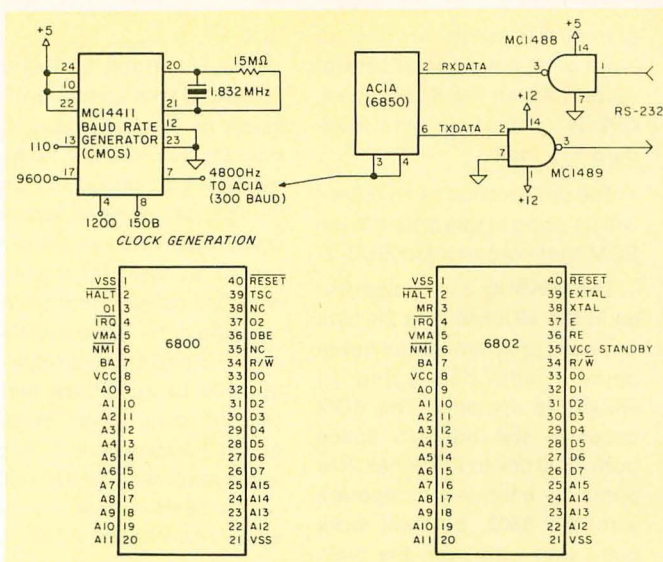 +5
24
10
22
20
21
12
23
15MΩ
1.832 MHz
MC14411
BAUD RATE
GENERATOR
(CMOS)
110
13
9600
17
7
4800Hz
TO ACIA
(300 BAUD)
4
8
1200
150B
CLOCK GENERATION
ACIA
(6850)
2 RXDATA 3
MC1488
+5
14
1
7
RS-232
6 TXDATA 2
+12
14
3
7
1
+12
MC1489
3
4
6800
VSS 1
HALT 2
O1 3
IRQ 4
VMA 5
NMI 6
BA 7
VCC 8
A0 9
A1 10
A2 11
A3 12
A4 13
A5 14
A6 15
A7 16
A8 17
A9 18
A10 19
A11 20
40 RESET
39 TSC
38 NC
37 O2
36 DBE
35 NC
34 R/W
33 D0
32 D1
31 D2
30 D3
29 D4
28 D5
27 D6
26 D7
25 A15
24 A14
23 A13
22 A12
21 VSS
6802
VSS 1
HALT 2
MR 3
IRQ 4
VMA 5
NMI 6
BA 7
VCC 8
A0 9
A1 10
A2 11
A3 12
A4 13
A5 14
A6 15
A7 16
A8 17
A9 18
A10 19
A11 20
40 RESET
39 EXTAL
38 XTAL
37 E
36 RE
35 VCC STANDBY
34 R/W
33 D0
32 D1
31 D2
30 D3
29 D4
28 D5
27 D6
26 D7
25 A15
24 A14
23 A13
22 A12
21 VSS